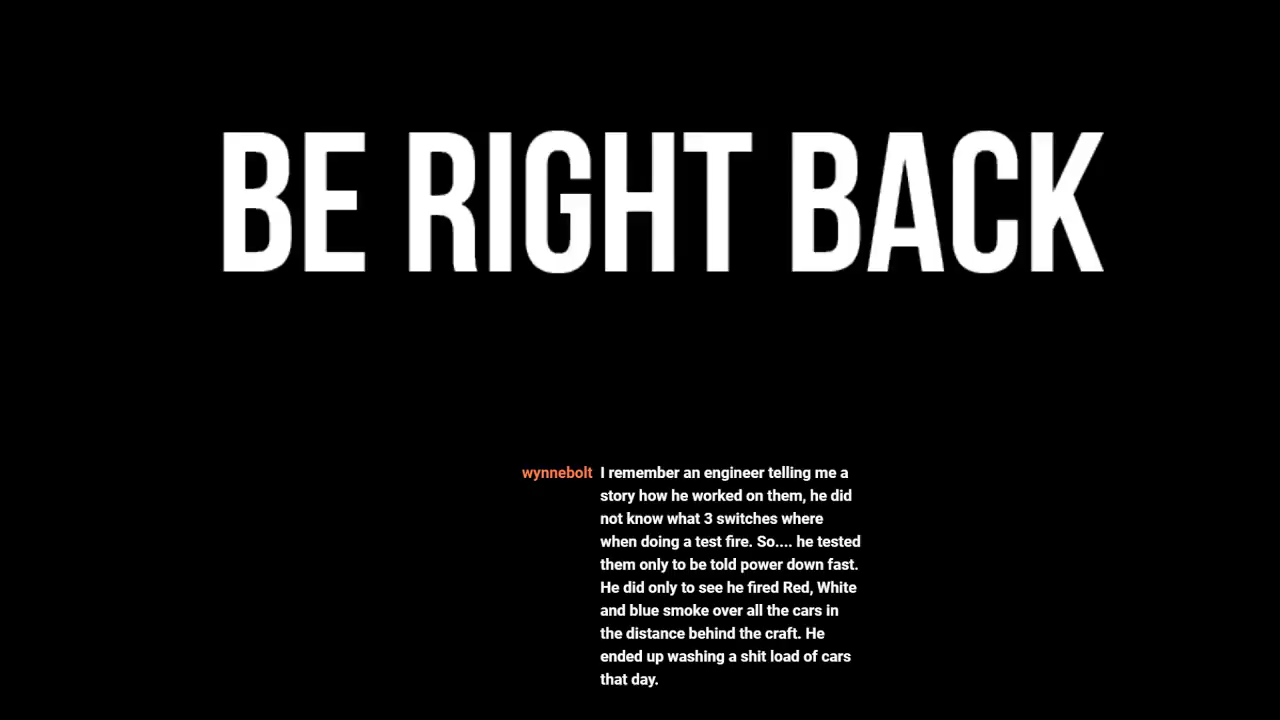 BE RIGHT BACK
wynnebolt I remember an engineer telling me a
story how he worked on them, he did
not know what 3 switches where
when doing a test fire. So.... he tested
them only to be told power down fast.
He did only to see he fired Red, White
and blue smoke over all the cars in
the distance behind the craft. He
ended up washing a shit load of cars
that day.